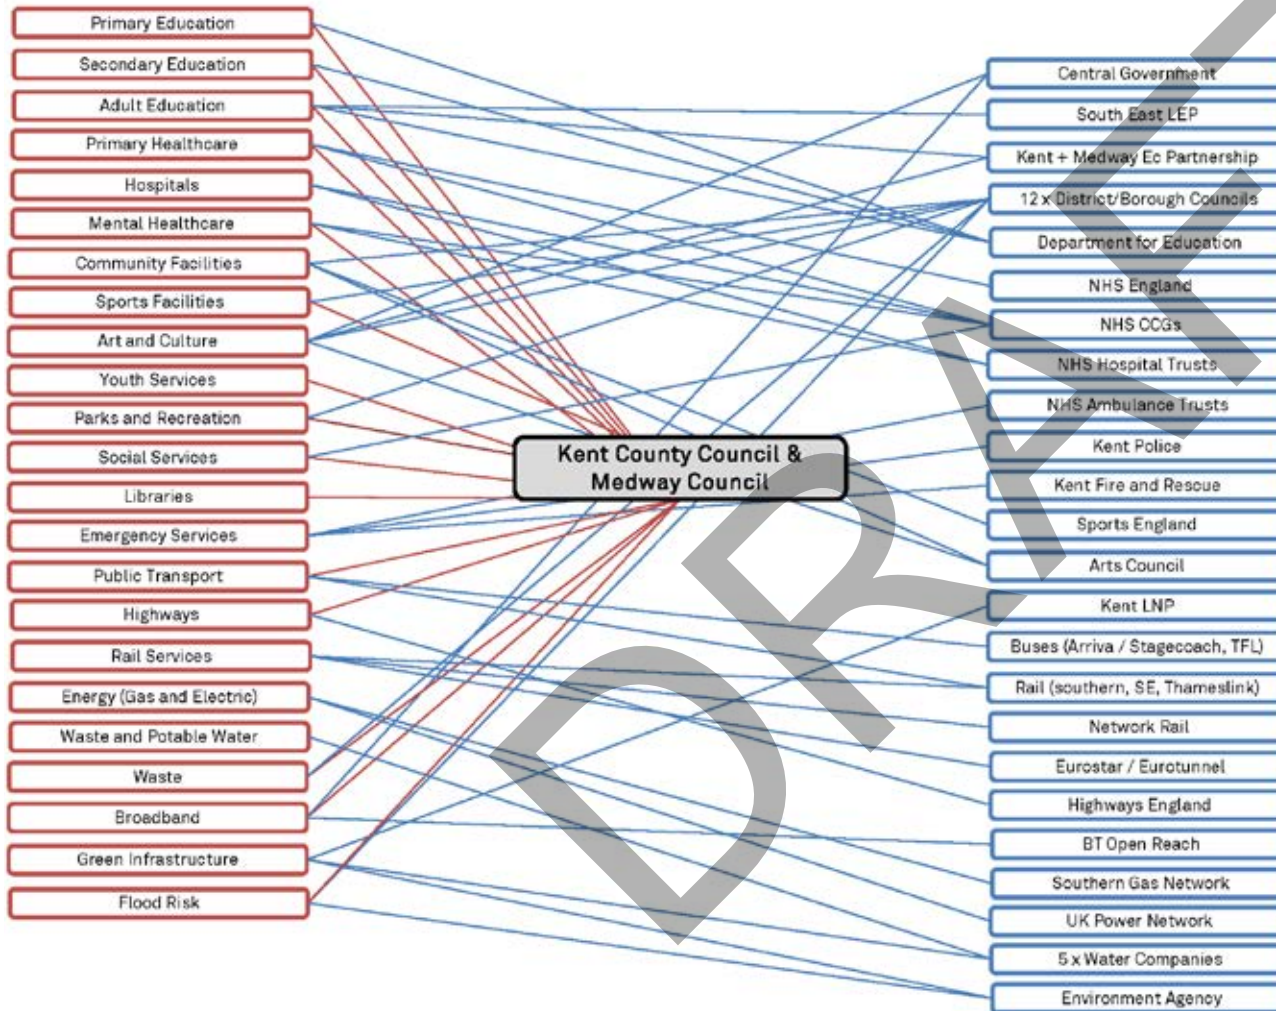 Primary Education
Secondary Education
Adult Education
Primary Healthcare
Hospitals
Mental Healthcare
Community Facilities
Sports Facilities
Art and Culture
Youth Services
Parks and Recreation
Social Services
Libraries
Emergency Services
Public Transport
Highways
Rail Services
Energy (Gas and Electric)
Waste and Potable Water
Waste
Broadband
Green Infrastructure
Flood Risk
Kent County Council &
Medway Council
Central Government
South East LEP
Kent + Medway Ec Partnership
12 x District/Borough Councils
Department for Education
NHS England
NHS CCGs
NHS Hospital Trusts
NHS Ambulance Trusts
Kent Police
Kent Fire and Rescue
Sports England
Arts Council
Kent LNP
Buses (Arriva / Stagecoach, TFL)
Rail (southern, SE, Thameslink)
Network Rail
Eurostar / Eurotunnel
Highways England
BT Open Reach
Southern Gas Network
UK Power Network
5 x Water Companies
Environment Agency
DRAFT